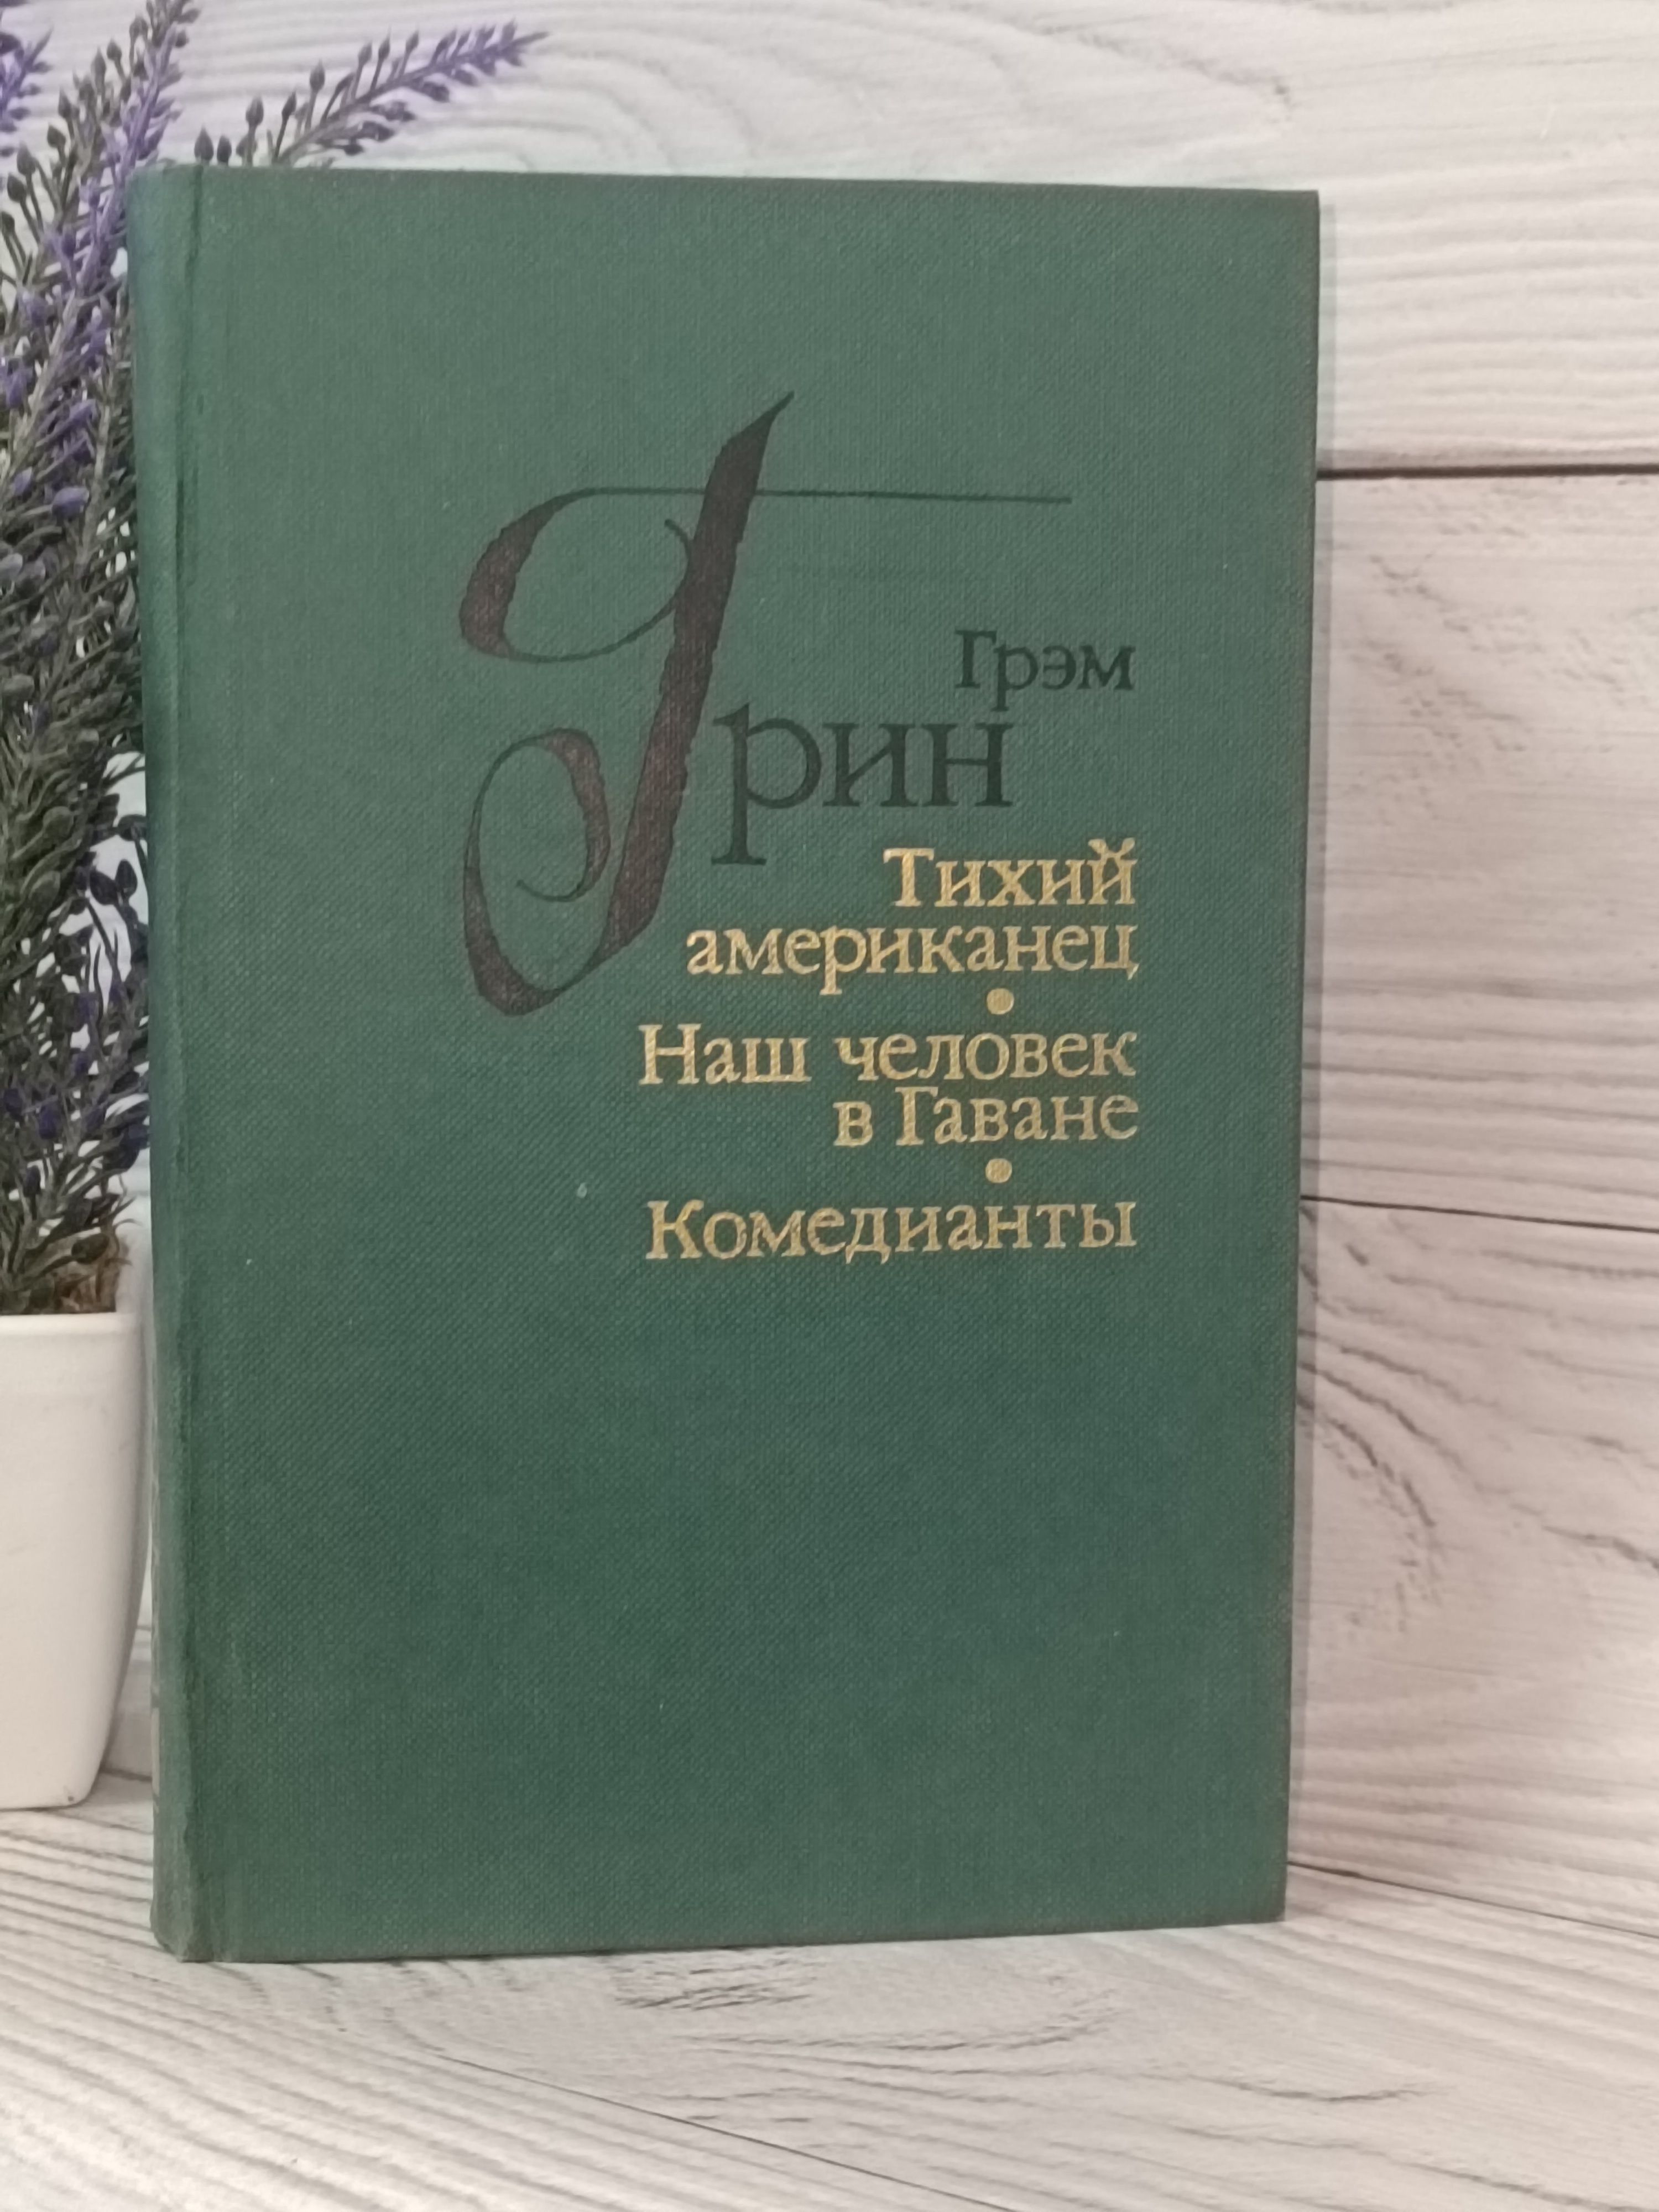 Грэм
Грин
Тихий
американец
•
Наш человек
в Гаване
•
Комедианты